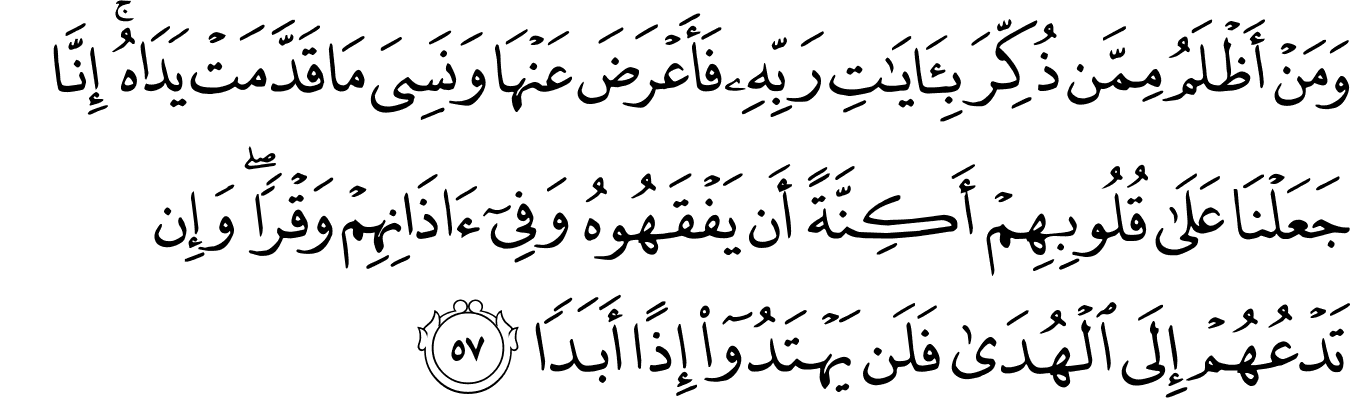 وَمَنْ أَظْلَمُ مِمَّن ذُكِّرَ بِـَٔايَـٰتِ رَبِّهِۦ فَأَعْرَضَ عَنْهَا وَنَسِىَ مَا قَدَّمَتْ يَدَاهُ ۚ إِنَّا
جَعَلْنَا عَلَىٰ قُلُوبِهِمْ أَكِنَّةً أَن يَفْقَهُوهُ وَفِىٓ ءَاذَانِهِمْ وَقْرًا ۖ وَإِن
تَدْعُهُمْ إِلَى ٱلْهُدَىٰ فَلَن يَهْتَدُوٓا۟ إِذًا أَبَدًا ٥٧